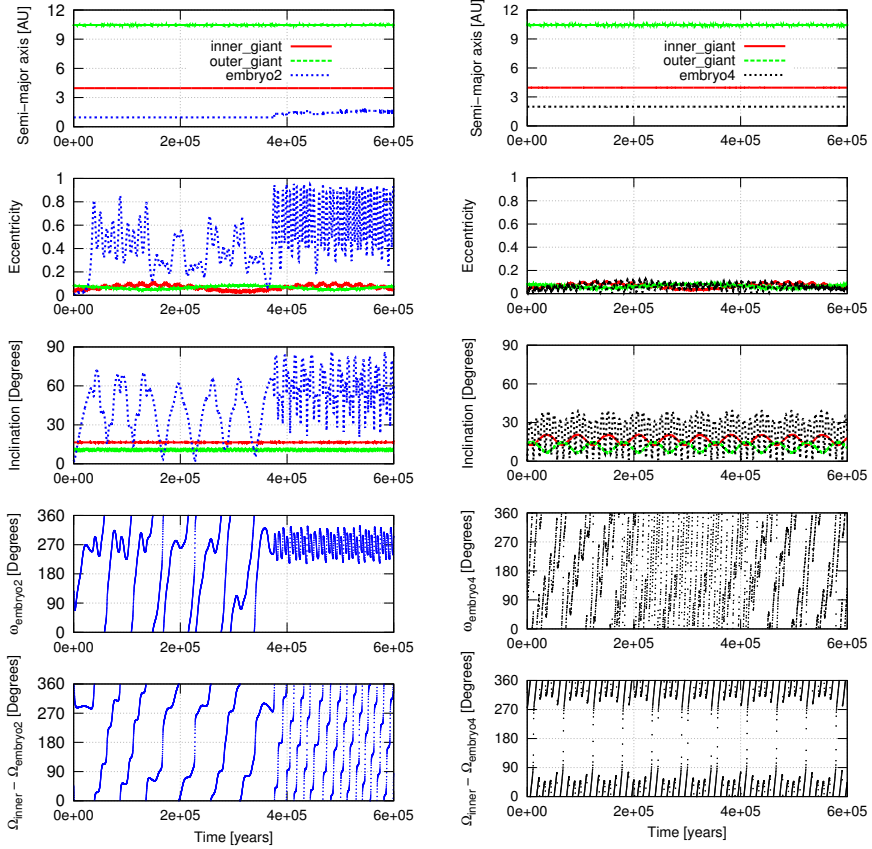 Semi-major axis [AU]
12
9
6
3
0
inner_giant
outer_giant
embryo2
0e+00 2e+05 4e+05 6e+05
Eccentricity
1
0.8
0.6
0.4
0.2
0
0e+00 2e+05 4e+05 6e+05
Inclination [Degrees]
90
60
30
0
0e+00 2e+05 4e+05 6e+05
ω embryo2 [Degrees]
360
270
180
90
0
0e+00 2e+05 4e+05 6e+05
Ω inner − Ω embryo2 [Degrees]
360
270
180
90
0
0e+00 2e+05 4e+05 6e+05
Time [years]
Semi-major axis [AU]
12
9
6
3
0
inner_giant
outer_giant
embryo4
0e+00 2e+05 4e+05 6e+05
Eccentricity
1
0.8
0.6
0.4
0.2
0
0e+00 2e+05 4e+05 6e+05
Inclination [Degrees]
90
60
30
0
0e+00 2e+05 4e+05 6e+05
ω embryo4 [Degrees]
360
270
180
90
0
0e+00 2e+05 4e+05 6e+05
Ω inner − Ω embryo4 [Degrees]
360
270
180
90
0
0e+00 2e+05 4e+05 6e+05
Time [years]